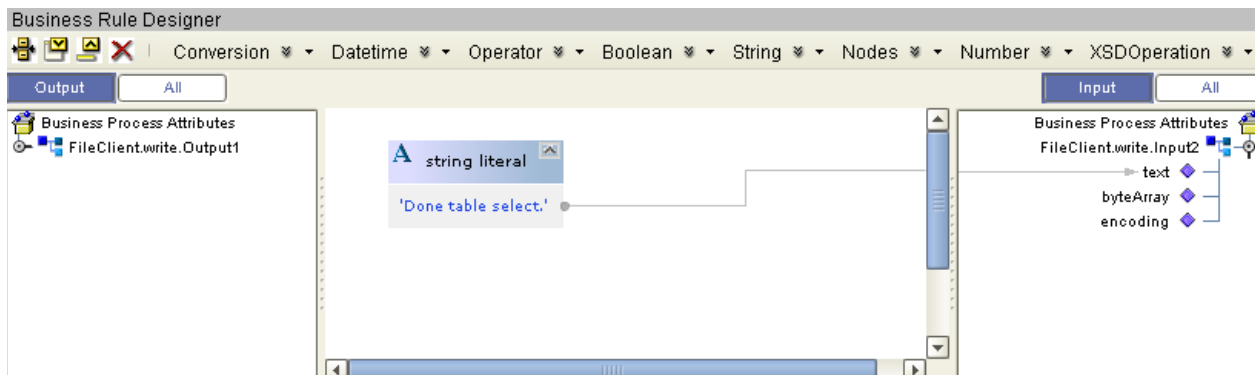 Business Rule Designer
Conversion Datetime Operator Boolean String Nodes Number XSDOperation
Output All Input All
Business Process Attributes
FileClient.write.Output1
A string literal
'Done table select.'
Business Process Attributes
FileClient.write.Input2
text
byteArray
encoding